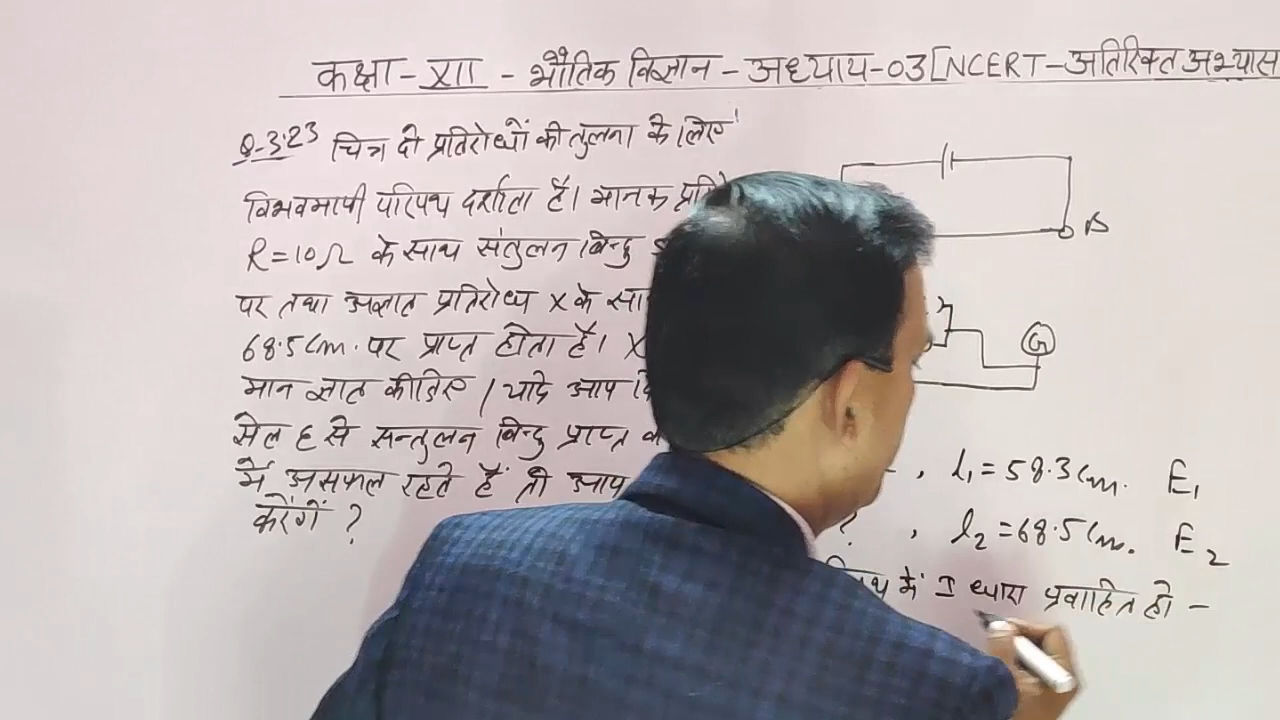 कक्षा - XII - भौतिक विज्ञान - अध्याय - 03 [NCERT - अतिरिक्त अभ्यास
Q-3.23 चित्र दो प्रतिरोधों की तुलना के लिए
विभवमापी परिपथ दर्शाता है। मानक
R = 10Ω के साथ संतुलन बिन्दु
पर तथा अज्ञात प्रतिरोध X के
68.5 Cm. पर प्राप्त होता है। X
मान ज्ञात कीजिए / यदि आप
सेल ε से सन्तुलन बिन्दु प्राप्त
में असफल रहते हैं तो आप
करेगें ?
B
G
, l₁ = 58.3 Cm. E₁
? , l₂ = 68.5 Cm. E₂
में I धारा प्रवाहित हो -